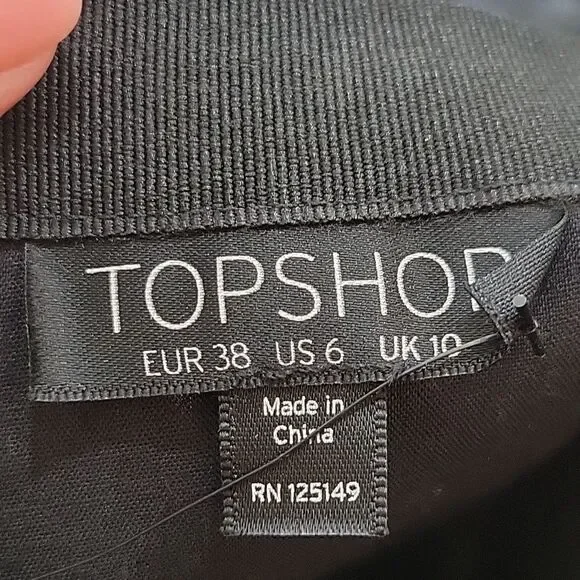 TOPSHOP
EUR 38 US 6 UK 10
Made in
China
RN 125149